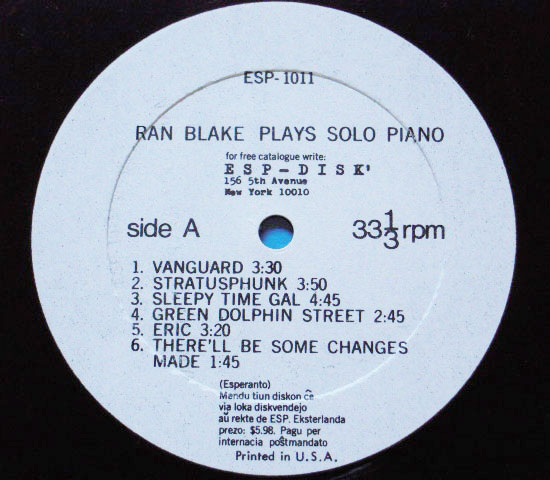 ESP-1011
RAN BLAKE PLAYS SOLO PIANO
for free catalogue write:
ESP-DISK'
156 5th Avenue
New York 10010
side A
33 1/3 rpm
1. VANGUARD 3:30
2. STRATUSPHUNK 3:50
3. SLEEPY TIME GAL 4:45
4. GREEN DOLPHIN STREET 2:45
5. ERIC 3:20
6. THERE'LL BE SOME CHANGES
MADE 1:45
(Esperanto)
Mandu tiun diskon ĉe
via loka diskvendejo
aŭ rekte de ESP. Eksterlanda
prezo: $5.98. Pagu per
internacia poŝtmandato
Printed in U.S.A.